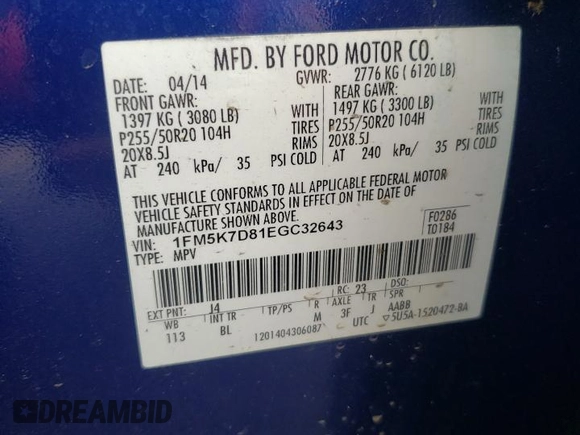 MFD. BY FORD MOTOR CO.
DATE: 04/14 GVWR: 2776 KG ( 6120 LB)
FRONT GAWR: REAR GAWR:
1397 KG ( 3080 LB) WITH 1497 KG ( 3300 LB) WITH
P255/50R20 104H TIRES P255/50R20 104H TIRES
20X8.5J RIMS 20X8.5J RIMS
AT 240 kPa/ 35 PSI COLD AT 240 kPa/ 35 PSI COLD
THIS VEHICLE CONFORMS TO ALL APPLICABLE FEDERAL MOTOR
VEHICLE SAFETY STANDARDS IN EFFECT ON THE DATE OF
MANUFACTURE SHOWN ABOVE.
VIN: 1FM5K7D81EGC32643 F0286
TYPE: MPV T0184
EXT PNT: J4 RC: 23 DSO:
WB INT TR TP/PS R AXLE TR SPR
113 BL M 3F J AABB
1201404306087 UTC ▽5U5A-1520472-BA
DREAMBID